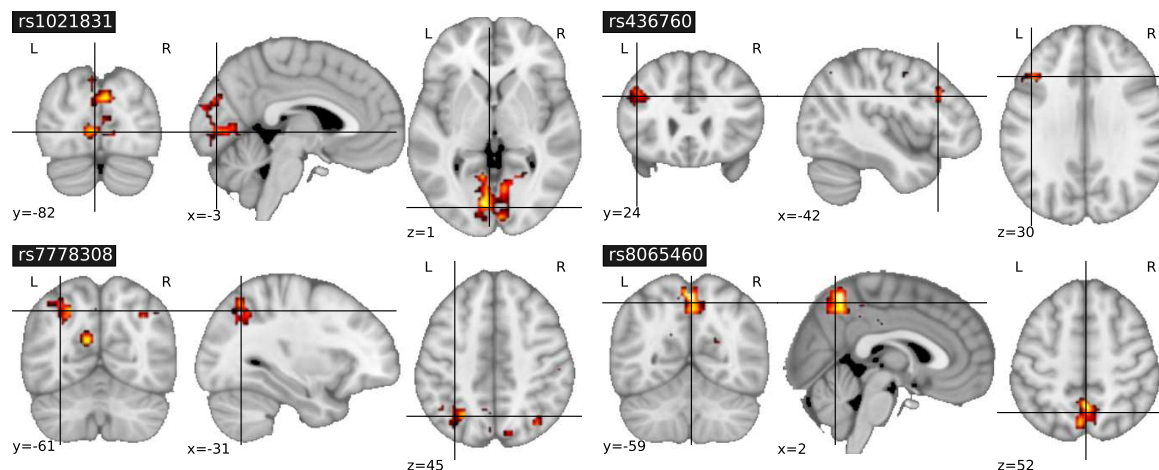 rs1021831
L R L R
y=-82 x=-3 z=1
rs436760
L R L R
y=24 x=-42 z=30
rs7778308
L R L R
y=-61 x=-31 z=45
rs8065460
L R L R
y=-59 x=2 z=52